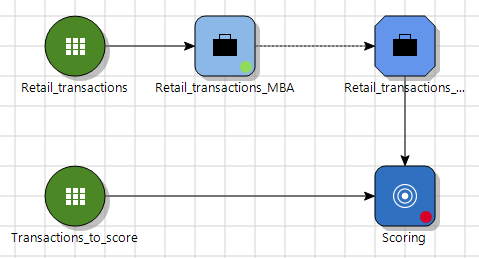 Retail_transactions
Retail_transactions_MBA
Retail_transactions_...
Transactions_to_score
Scoring